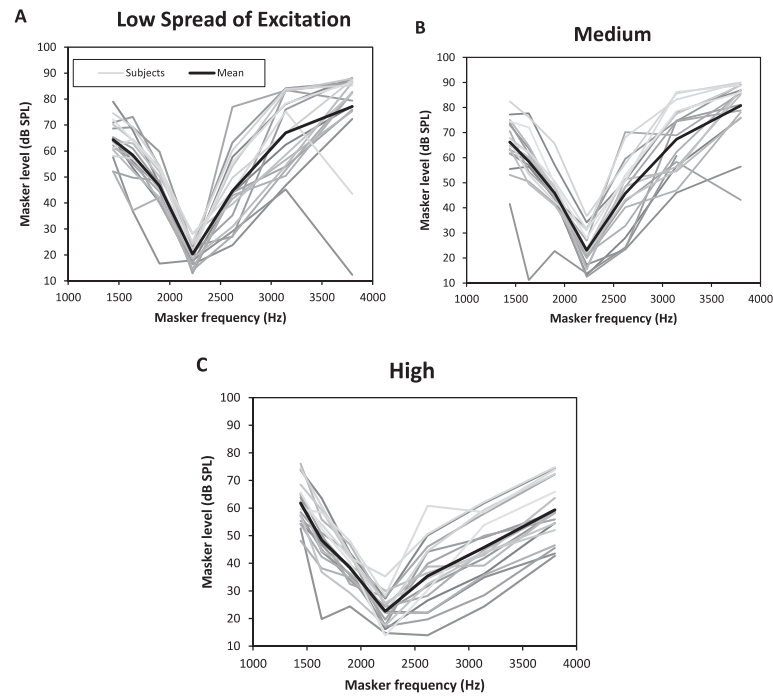 A
Low Spread of Excitation
Masker level (dB SPL)
100
90
80
70
60
50
40
30
20
10
Subjects Mean
1000 1500 2000 2500 3000 3500 4000
Masker frequency (Hz)
B
Medium
Masker level (dB SPL)
100
90
80
70
60
50
40
30
20
10
1000 1500 2000 2500 3000 3500 4000
Masker frequency (Hz)
C
High
Masker level (dB SPL)
100
90
80
70
60
50
40
30
20
10
1000 1500 2000 2500 3000 3500 4000
Masker frequency (Hz)